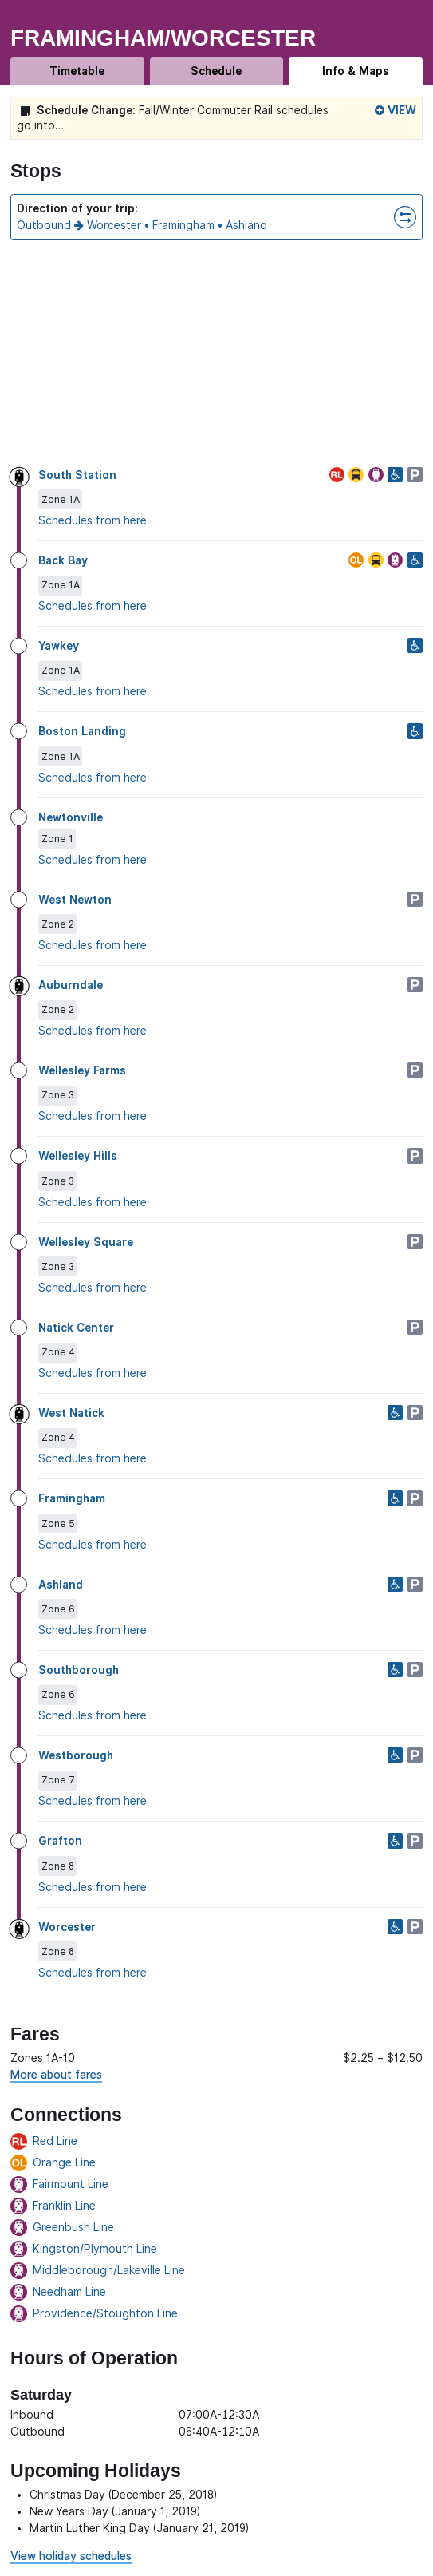 FRAMINGHAM/WORCESTER
Timetable Schedule Info & Maps
Schedule Change: Fall/Winter Commuter Rail schedules VIEW
go into...
Stops
Direction of your trip:
Outbound → Worcester • Framingham • Ashland
South Station RL P
Zone 1A
Schedules from here
Back Bay OL
Zone 1A
Schedules from here
Yawkey
Zone 1A
Schedules from here
Boston Landing
Zone 1A
Schedules from here
Newtonville
Zone 1
Schedules from here
West Newton P
Zone 2
Schedules from here
Auburndale P
Zone 2
Schedules from here
Wellesley Farms P
Zone 3
Schedules from here
Wellesley Hills P
Zone 3
Schedules from here
Wellesley Square P
Zone 3
Schedules from here
Natick Center P
Zone 4
Schedules from here
West Natick P
Zone 4
Schedules from here
Framingham P
Zone 5
Schedules from here
Ashland P
Zone 6
Schedules from here
Southborough P
Zone 6
Schedules from here
Westborough P
Zone 7
Schedules from here
Grafton P
Zone 8
Schedules from here
Worcester P
Zone 8
Schedules from here
Fares
Zones 1A-10 $2.25 – $12.50
More about fares
Connections
RL Red Line
OL Orange Line
Fairmount Line
Franklin Line
Greenbush Line
Kingston/Plymouth Line
Middleborough/Lakeville Line
Needham Line
Providence/Stoughton Line
Hours of Operation
Saturday
Inbound 07:00A-12:30A
Outbound 06:40A-12:10A
Upcoming Holidays
• Christmas Day (December 25, 2018)
• New Years Day (January 1, 2019)
• Martin Luther King Day (January 21, 2019)
View holiday schedules